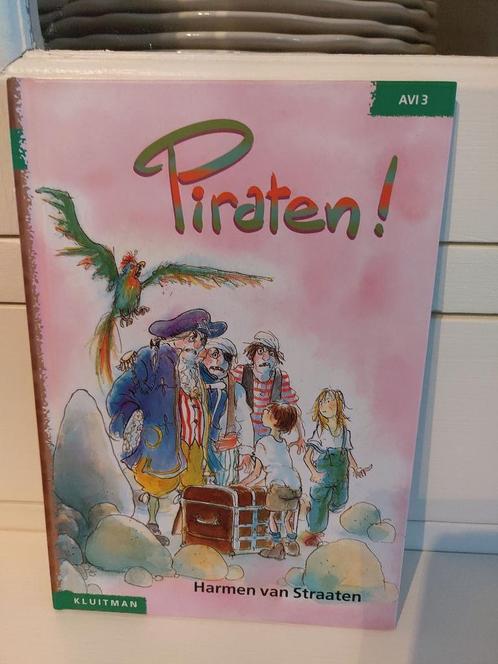 AVI 3
Piraten!
Harmen van Straaten
KLUITMAN